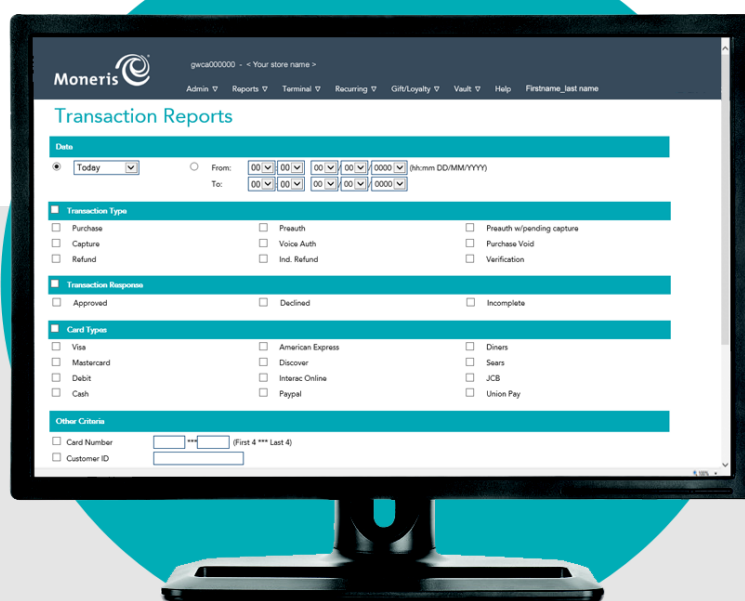 Moneris
gwca000000 - < Your store name >
Admin Reports Terminal Recurring Gift/Loyalty Vault Help Firstname_last name
Transaction Reports
Date
Today From: 00 : 00 00 / 00 / 0000 (hh:mm DD/MM/YYYY)
To: 00 : 00 00 / 00 / 0000
Transaction Type
Purchase Preauth Preauth w/pending capture
Capture Voice Auth Purchase Void
Refund Ind. Refund Verification
Transaction Response
Approved Declined Incomplete
Card Types
Visa American Express Diners
Mastercard Discover Sears
Debit Interac Online JCB
Cash Paypal Union Pay
Other Criteria
Card Number *** (First 4 *** Last 4)
Customer ID